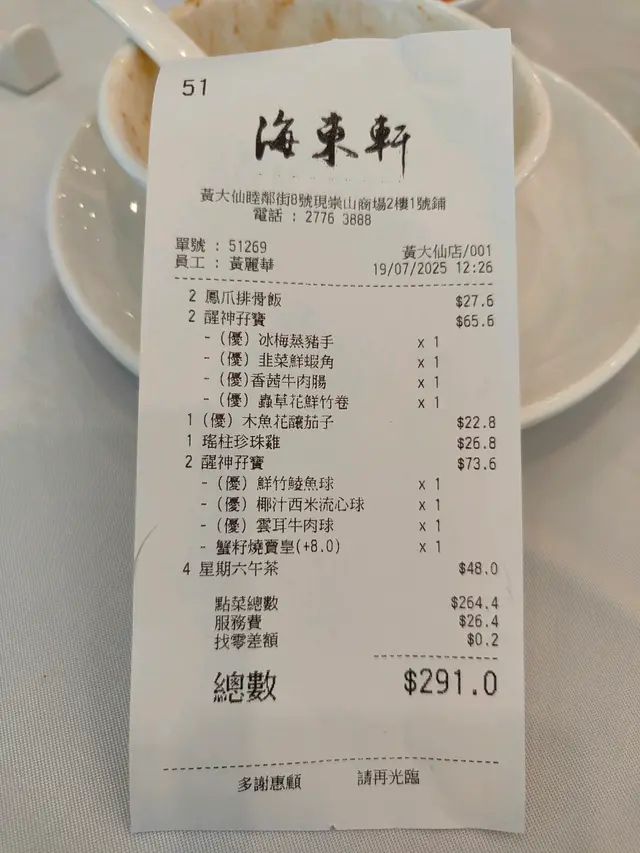 51
海東軒
黃大仙睦鄰街8號現崇山商場2樓1號鋪
電話 : 2776 3888
單號 : 51269 黃大仙店/001
員工 : 黃麗華 19/07/2025 12:26
2 鳳爪排骨飯 $27.6
2 醒神孖寶 $65.6
- (優) 冰梅蒸豬手 x 1
- (優) 韭菜鮮蝦角 x 1
- (優)香茜牛肉腸 x 1
- (優) 蟲草花鮮竹卷 x 1
1 (優) 木魚花釀茄子 $22.8
1 瑤柱珍珠雞 $26.8
2 醒神孖寶 $73.6
- (優) 鮮竹鯪魚球 x 1
- (優) 椰汁西米流心球 x 1
- (優) 雲耳牛肉球 x 1
- 蟹籽燒賣皇(+8.0) x 1
4 星期六午茶 $48.0
點菜總數 $264.4
服務費 $26.4
找零差額 $0.2
總數 $291.0
多謝惠顧 請再光臨